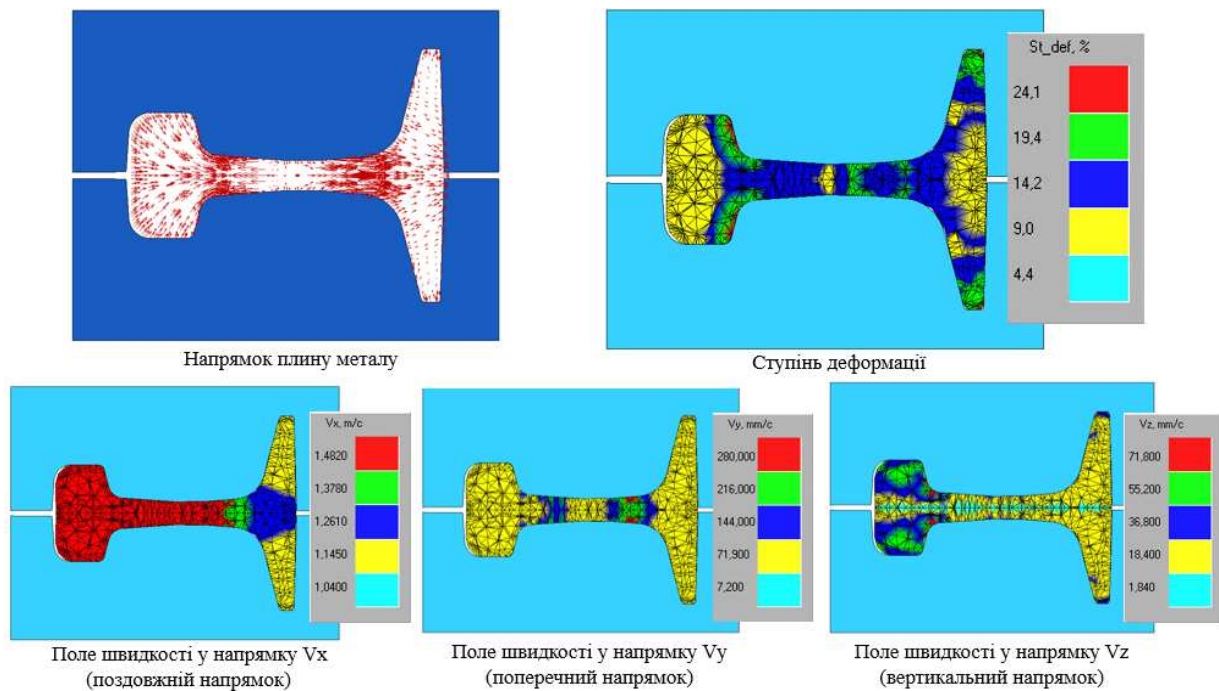 St_def, %
24,1
19,4
14,2
9,0
4,4
Напрямок плину металу
Ступінь деформації
Vx, m/c
1,4820
1,3780
1,2610
1,1450
1,0400
Vy, mm/c
280,000
216,000
144,000
71,900
7,200
Vz, mm/c
71,800
55,200
36,800
18,400
1,840
Поле швидкості у напрямку Vx
(поздовжній напрямок)
Поле швидкості у напрямку Vy
(поперечний напрямок)
Поле швидкості у напрямку Vz
(вертикальний напрямок)